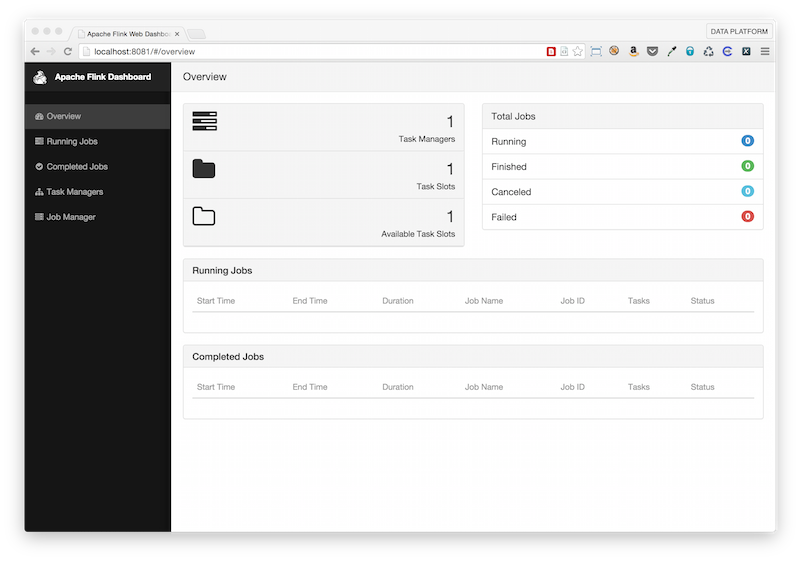 Apache Flink Web Dashbo
DATA PLATFORM
localhost:8081/#/overview
Apache Flink Dashboard
Overview
Overview
Running Jobs
Completed Jobs
Task Managers
Job Manager
1
Task Managers
1
Task Slots
1
Available Task Slots
Total Jobs
Running 0
Finished 0
Canceled 0
Failed 0
Running Jobs
Start Time End Time Duration Job Name Job ID Tasks Status
Completed Jobs
Start Time End Time Duration Job Name Job ID Tasks Status